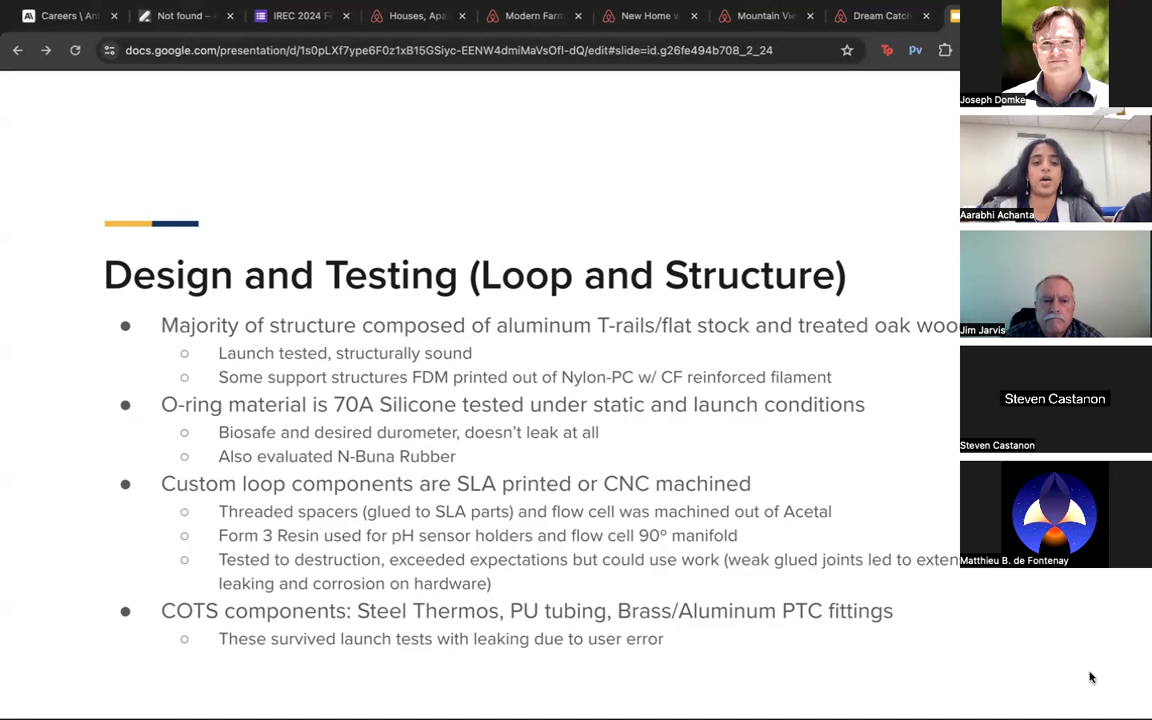 Careers \ An
Not found –
IREC 2024 F
Houses, Apa
Modern Farm
New Home w
Mountain Vie
Dream Catch
docs.google.com/presentation/d/1s0pLXf7ype6F0z1xB15GSiyc-EENW4dmiMaVsOfI-dQ/edit#slide=id.g26fe494b708_2_24
Tp
Pv
Joseph Domke
Aarabhi Achanta
Jim Jarvis
Steven Castanon
Steven Castanon
Matthieu B. de Fontenay
Design and Testing (Loop and Structure)
● Majority of structure composed of aluminum T-rails/flat stock and treated oak woo
○ Launch tested, structurally sound
○ Some support structures FDM printed out of Nylon-PC w/ CF reinforced filament
● O-ring material is 70A Silicone tested under static and launch conditions
○ Biosafe and desired durometer, doesn’t leak at all
○ Also evaluated N-Buna Rubber
● Custom loop components are SLA printed or CNC machined
○ Threaded spacers (glued to SLA parts) and flow cell was machined out of Acetal
○ Form 3 Resin used for pH sensor holders and flow cell 90º manifold
○ Tested to destruction, exceeded expectations but could use work (weak glued joints led to exten
leaking and corrosion on hardware)
● COTS components: Steel Thermos, PU tubing, Brass/Aluminum PTC fittings
○ These survived launch tests with leaking due to user error